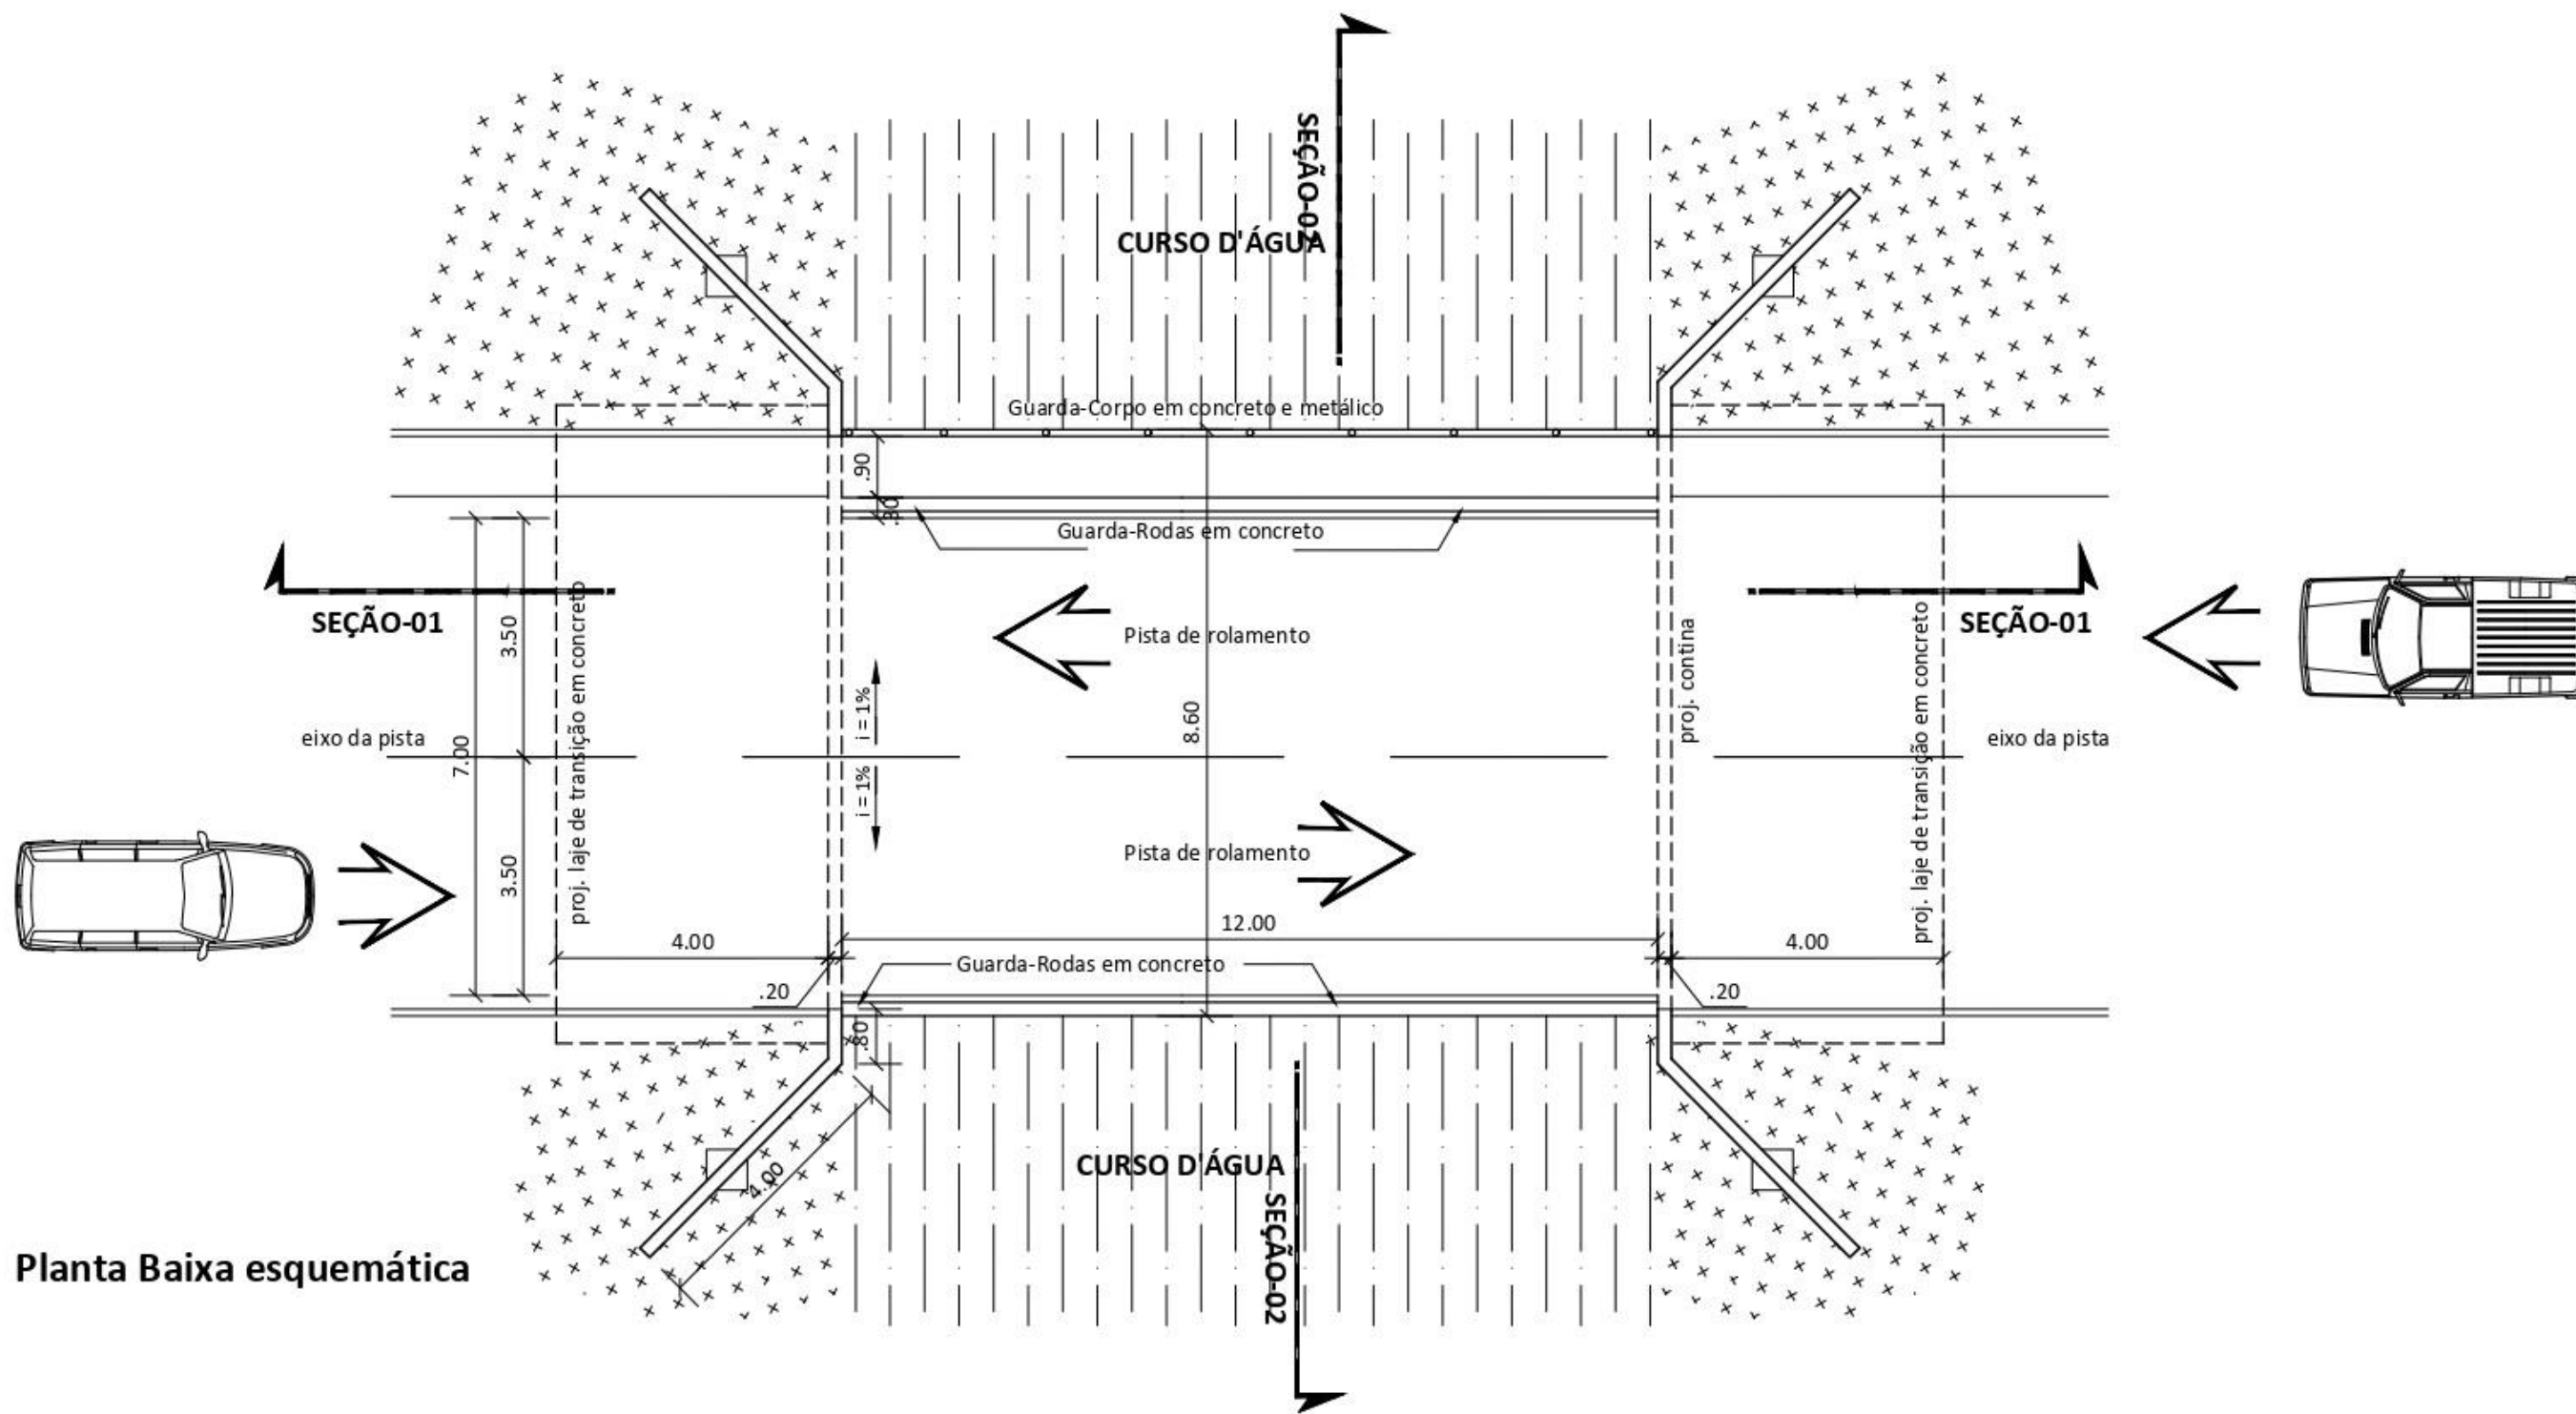 SEÇÃO-02
CURSO D'ÁGUA
Guarda-Corpo em concreto e metálico
.90
.30
Guarda-Rodas em concreto
SEÇÃO-01
3.50
proj. laje de transição em concreto
Pista de rolamento
proj. contina
proj. laje de transição em concreto
SEÇÃO-01
i = 1%
8.60
eixo da pista
7.00
eixo da pista
i = 1%
3.50
Pista de rolamento
12.00
4.00
4.00
Guarda-Rodas em concreto
.20
.20
.80
CURSO D'ÁGUA
4.00
SEÇÃO-02
Planta Baixa esquemática